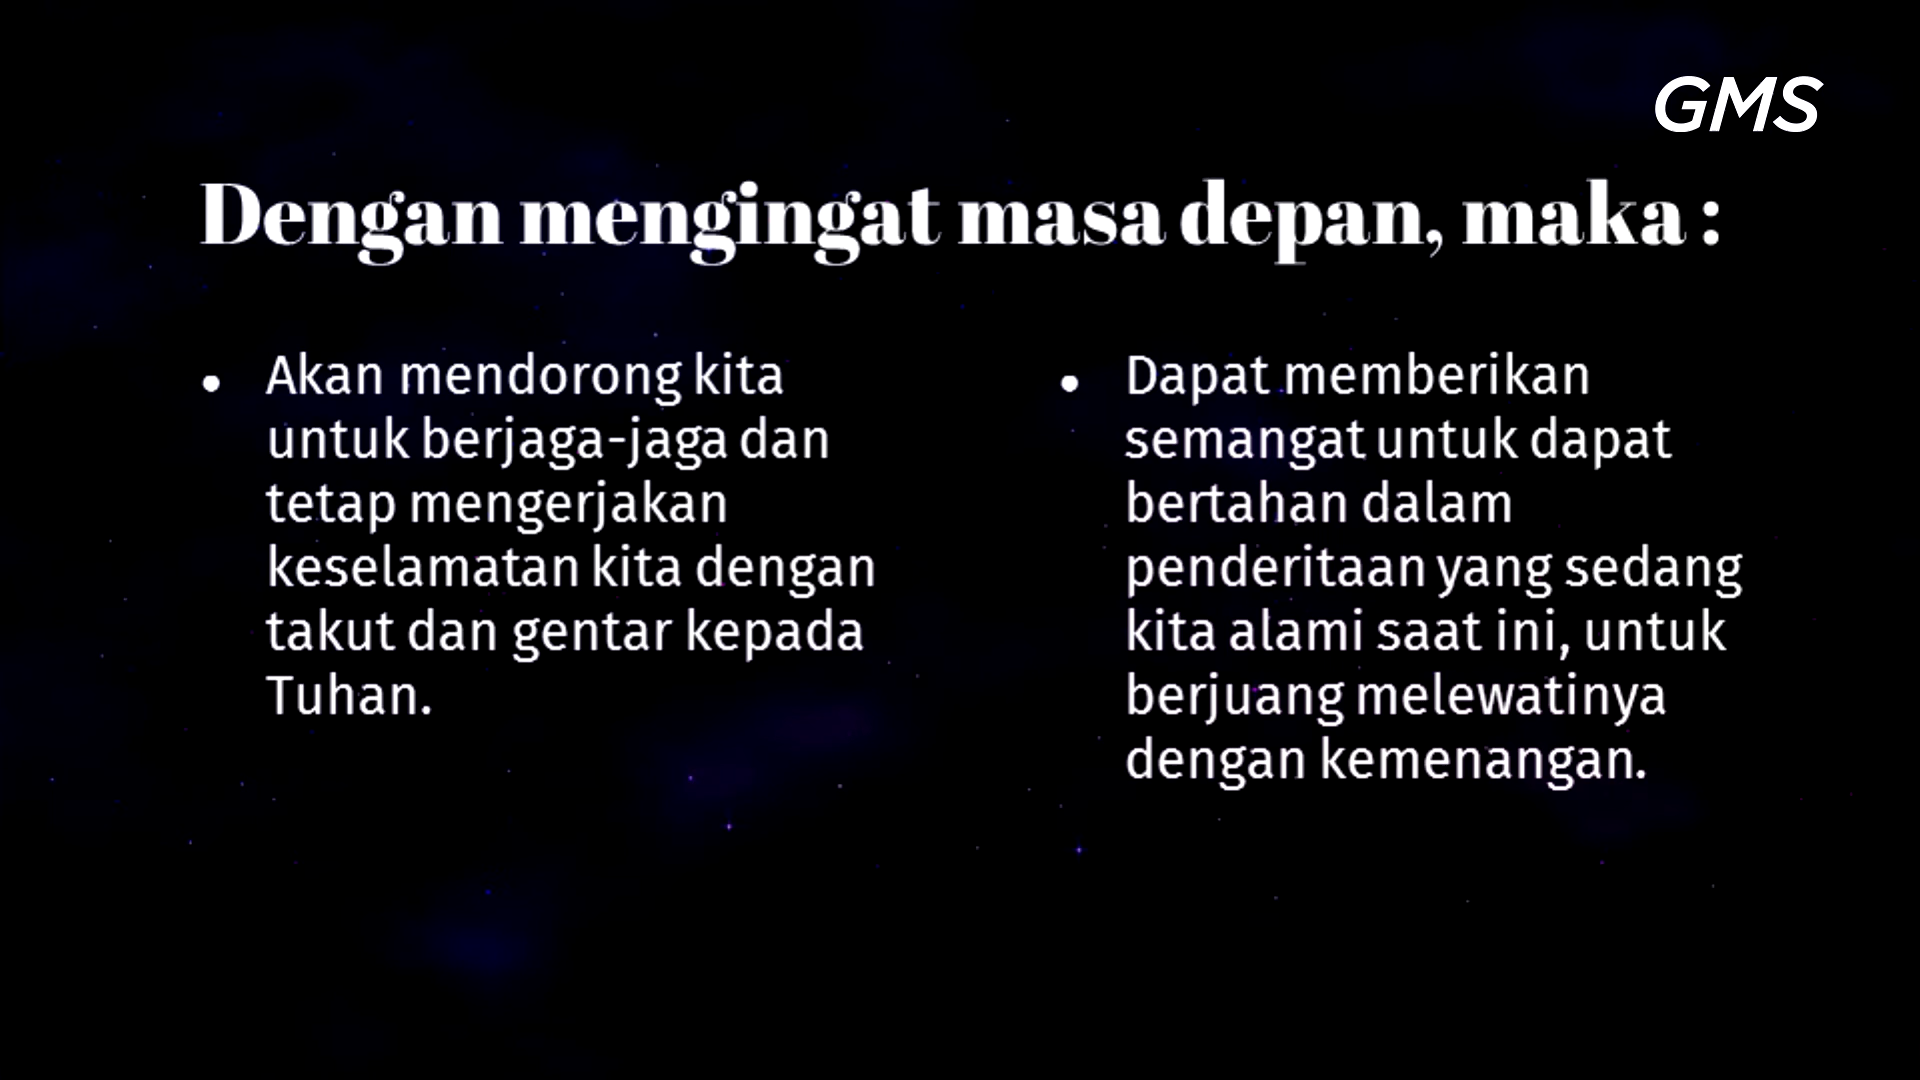 GMS
Dengan mengingat masa depan, maka :
• Akan mendorong kita
untuk berjaga-jaga dan
tetap mengerjakan
keselamatan kita dengan
takut dan gentar kepada
Tuhan.
• Dapat memberikan
semangat untuk dapat
bertahan dalam
penderitaan yang sedang
kita alami saat ini, untuk
berjuang melewatinya
dengan kemenangan.